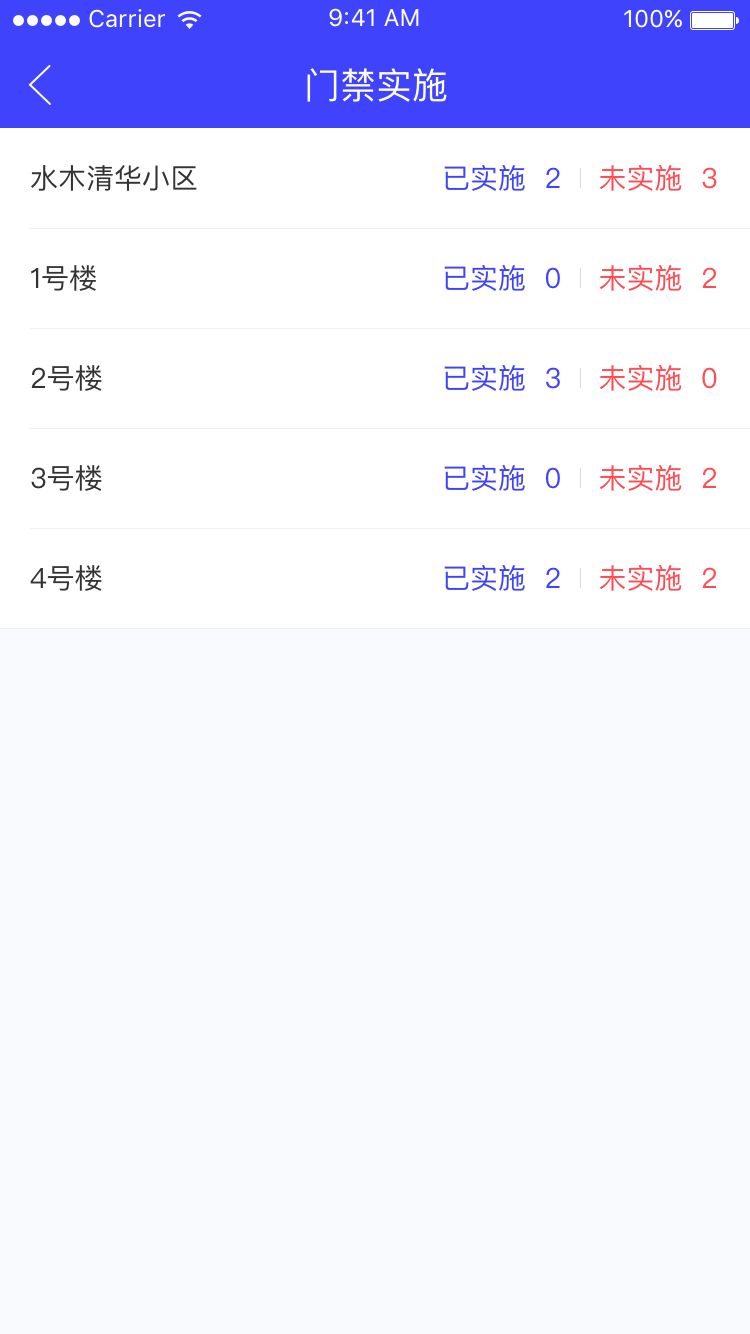 Carrier 9:41 AM 100%
门禁实施
水木清华小区 已实施 2 未实施 3
1号楼 已实施 0 未实施 2
2号楼 已实施 3 未实施 0
3号楼 已实施 0 未实施 2
4号楼 已实施 2 未实施 2